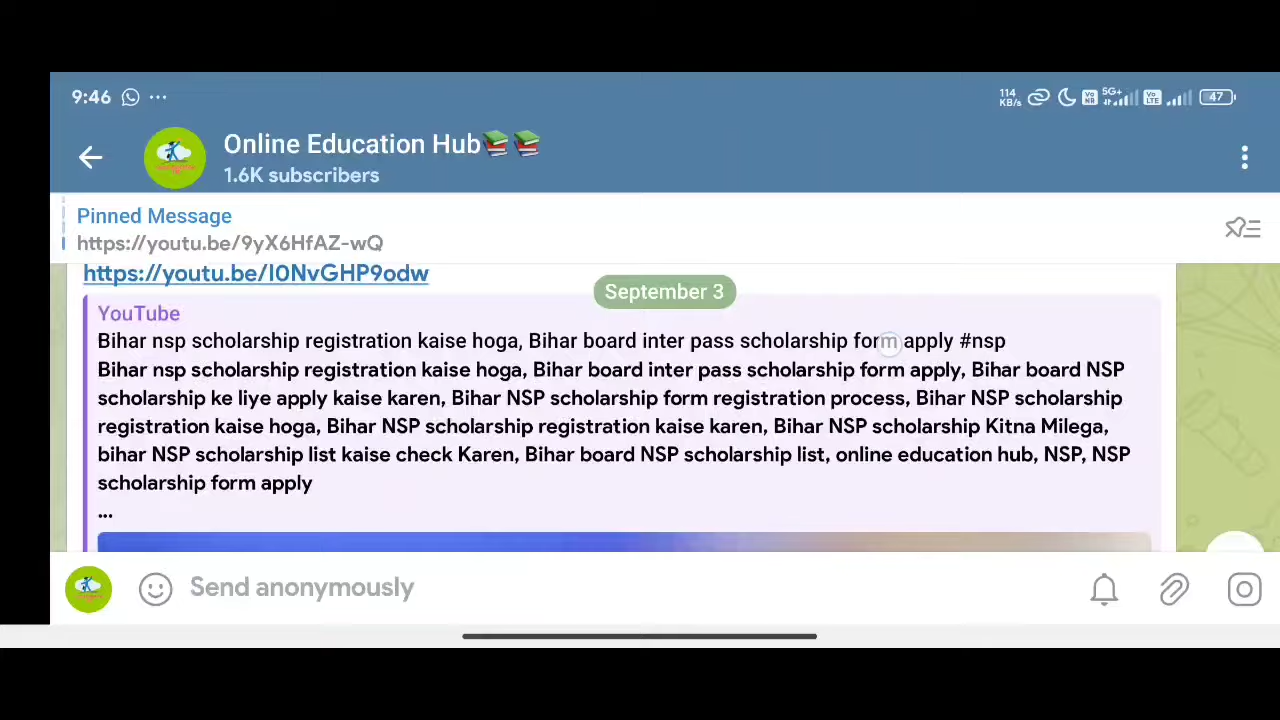 9:46
114 KB/s 5G+ Vo NR Vo LTE 47
Online Education Hub📚📚
1.6K subscribers
Pinned Message
https://youtu.be/9yX6HfAZ-wQ
https://youtu.be/I0NvGHP9odw
September 3
YouTube
Bihar nsp scholarship registration kaise hoga, Bihar board inter pass scholarship form apply #nsp
Bihar nsp scholarship registration kaise hoga, Bihar board inter pass scholarship form apply, Bihar board NSP
scholarship ke liye apply kaise karen, Bihar NSP scholarship form registration process, Bihar NSP scholarship
registration kaise hoga, Bihar NSP scholarship registration kaise karen, Bihar NSP scholarship Kitna Milega,
bihar NSP scholarship list kaise check Karen, Bihar board NSP scholarship list, online education hub, NSP, NSP
scholarship form apply
...
Send anonymously